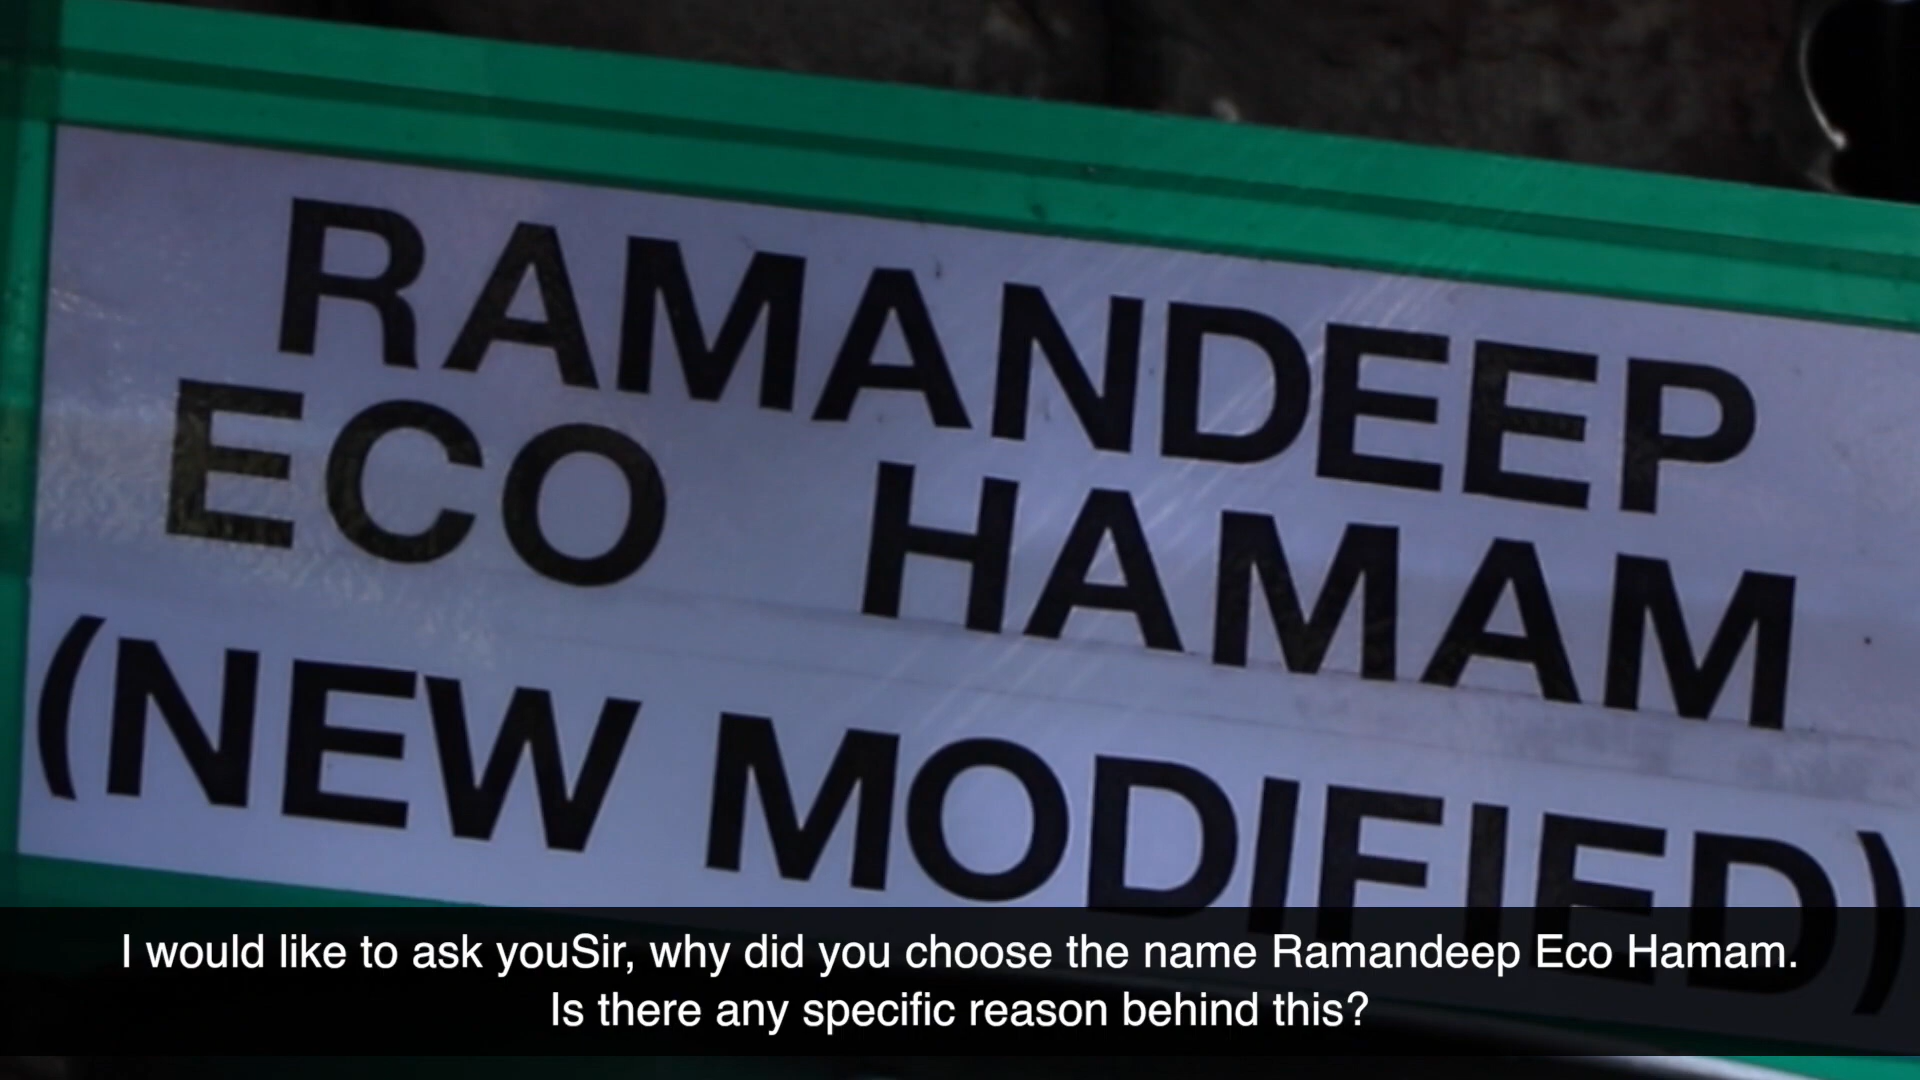 RAMANDEEP
ECO HAMAM
(NEW MODIFIED)
I would like to ask youSir, why did you choose the name Ramandeep Eco Hamam.
Is there any specific reason behind this?